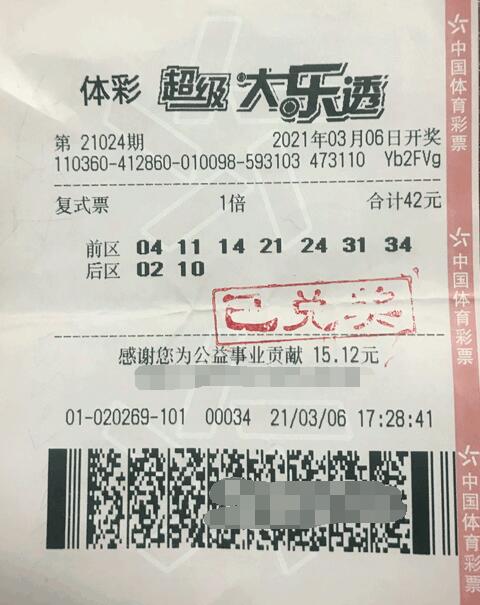 体彩 超级大乐透
第 21024期 2021年03月06日开奖
110360-412860-010098-593103 473110 Yb2FVg
复式票 1倍 合计42元
前区 04 11 14 21 24 31 34
后区 02 10
已兑奖
感谢您为公益事业贡献 15.12元
01-020269-101 00034 21/03/06 17:28:41
中国体育彩票
中国体育彩票
中国体育彩票